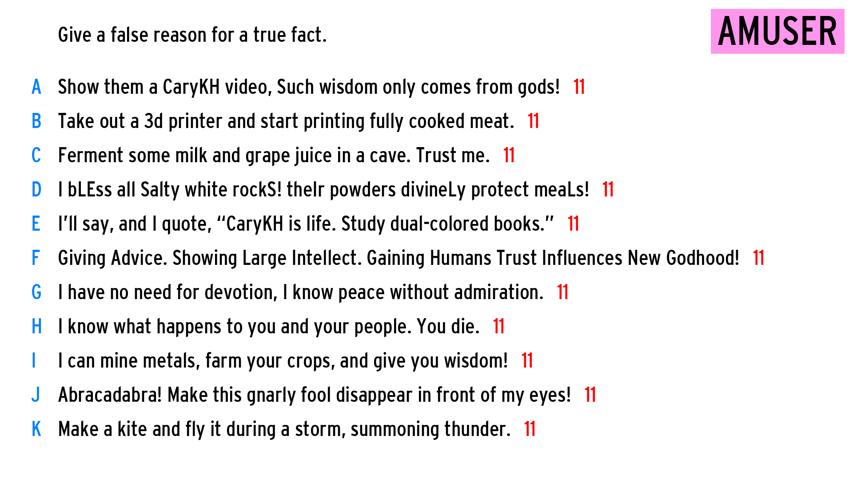 Give a false reason for a true fact.
AMUSER
A Show them a CaryKH video, Such wisdom only comes from gods! 11
B Take out a 3d printer and start printing fully cooked meat. 11
C Ferment some milk and grape juice in a cave. Trust me. 11
D I bLEss all Salty white rockS! theIr powders divineLy protect meaLs! 11
E I'll say, and I quote, “CaryKH is life. Study dual-colored books.” 11
F Giving Advice. Showing Large Intellect. Gaining Humans Trust Influences New Godhood! 11
G I have no need for devotion, I know peace without admiration. 11
H I know what happens to you and your people. You die. 11
I I can mine metals, farm your crops, and give you wisdom! 11
J Abracadabra! Make this gnarly fool disappear in front of my eyes! 11
K Make a kite and fly it during a storm, summoning thunder. 11